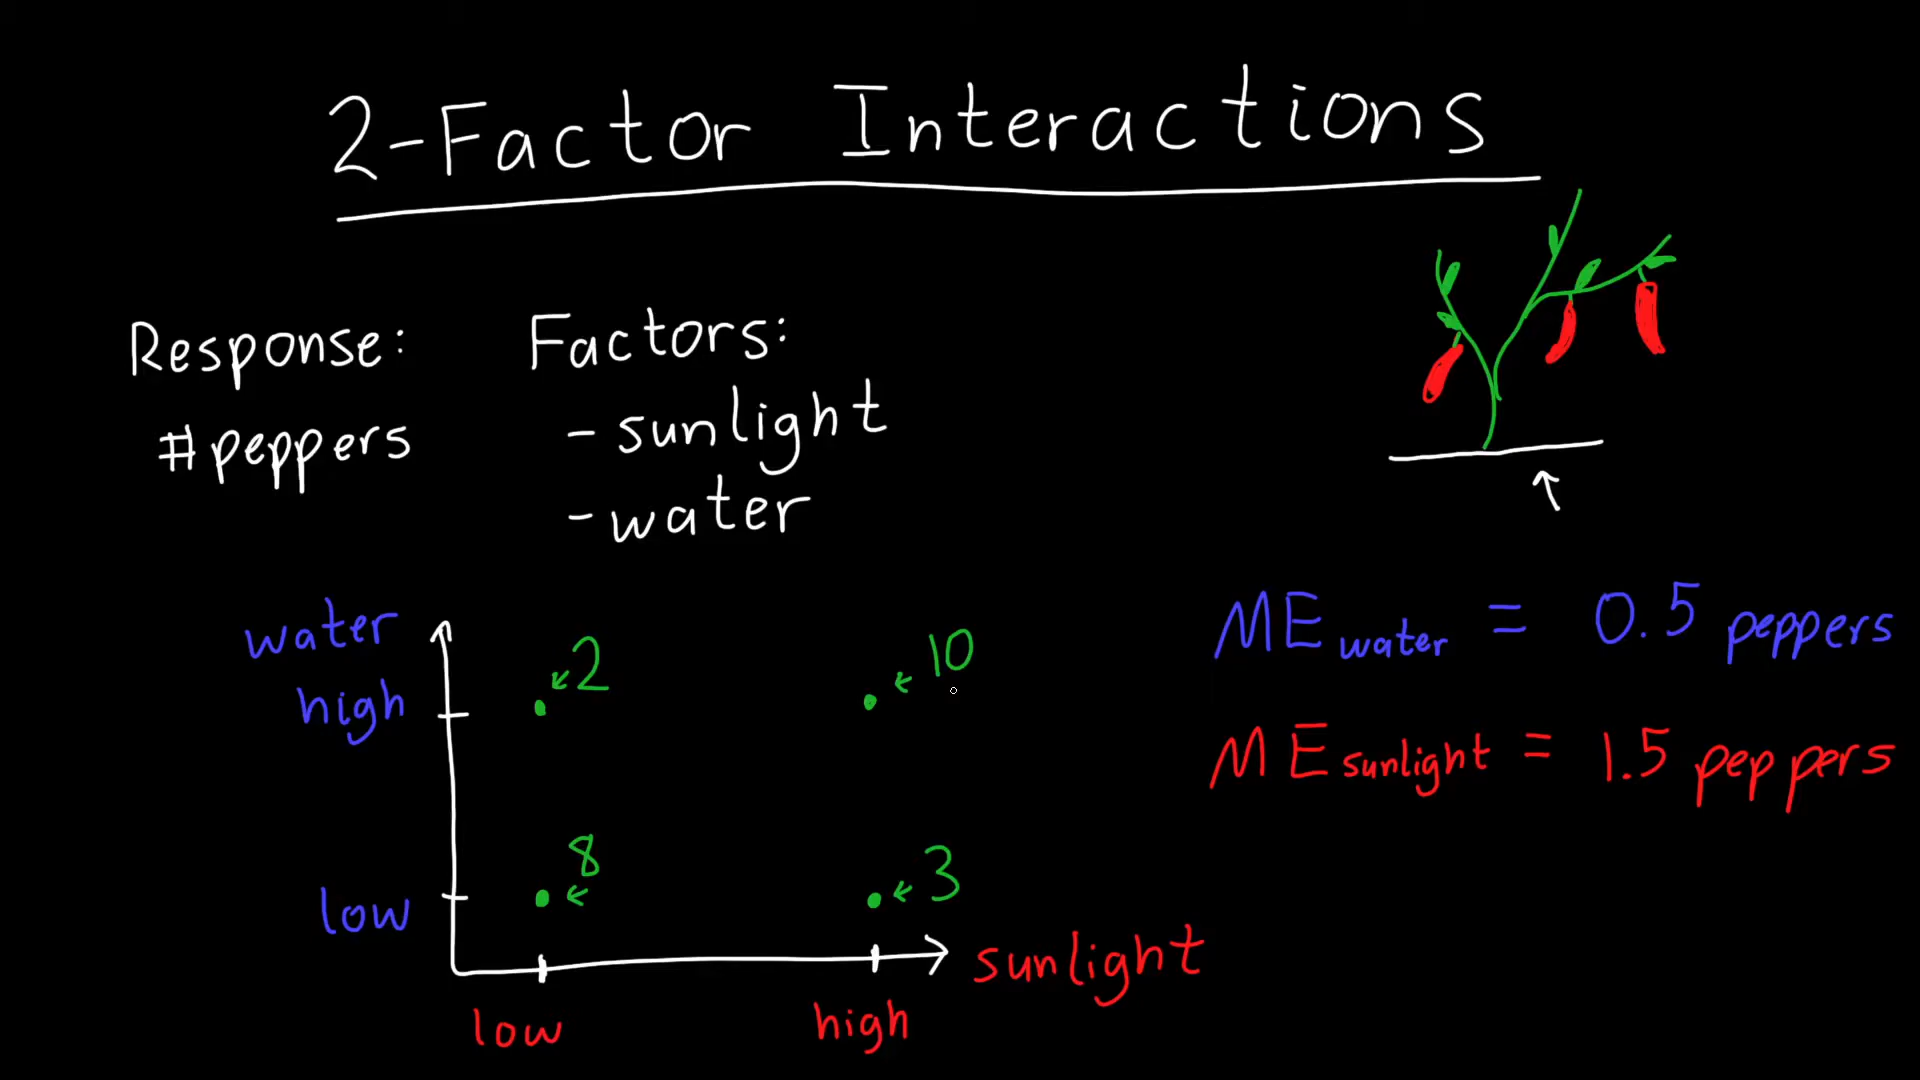 2-Factor Interactions
Response:
#peppers
Factors:
- sunlight
- water
water
high
low
2
10
8
3
low
high
sunlight
ME water = 0.5 peppers
ME sunlight = 1.5 peppers